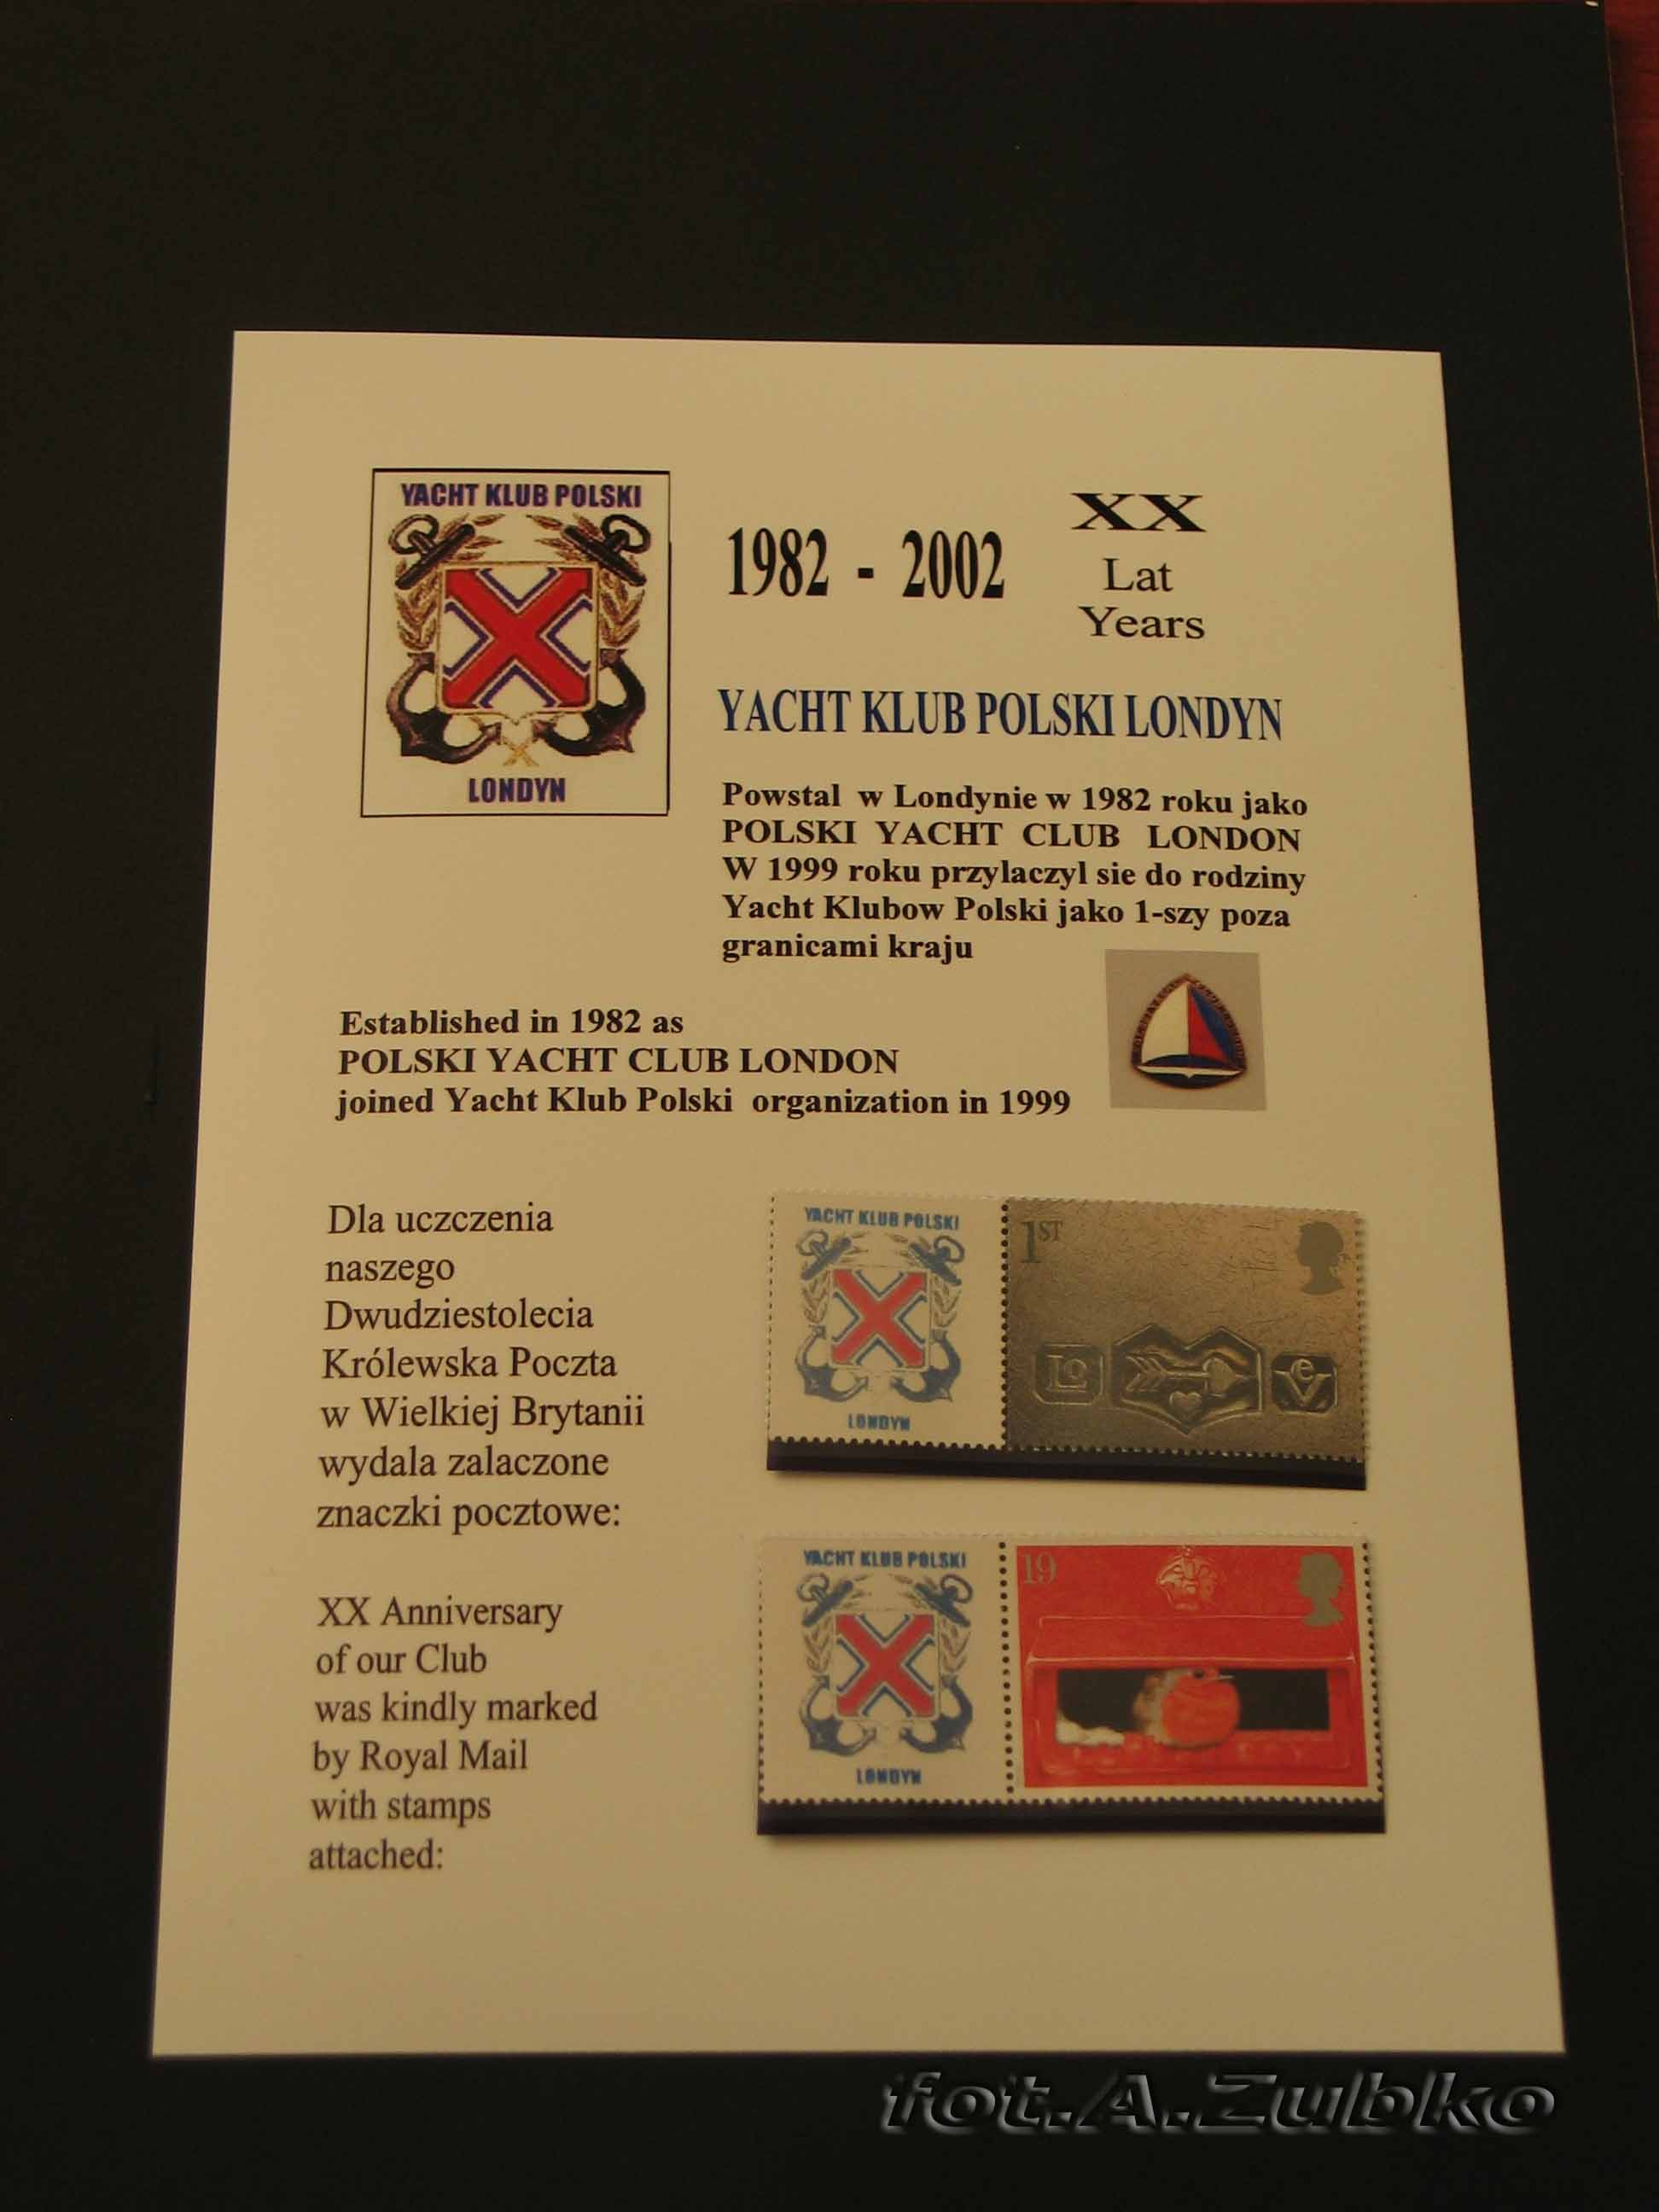 YACHT KLUB POLSKI
LONDYN
1982 - 2002
XX
Lat
Years
YACHT KLUB POLSKI LONDYN
Powstal w Londynie w 1982 roku jako
POLSKI YACHT CLUB LONDON
W 1999 roku przylaczyl sie do rodziny
Yacht Klubow Polski jako 1-szy poza
granicami kraju
Established in 1982 as
POLSKI YACHT CLUB LONDON
joined Yacht Klub Polski organization in 1999
Dla uczczenia
naszego
Dwudziestolecia
Królewska Poczta
w Wielkiej Brytanii
wydala zalaczone
znaczki pocztowe:
YACHT KLUB POLSKI
LONDYN
1ST
Lo
ve
XX Anniversary
of our Club
was kindly marked
by Royal Mail
with stamps
attached:
YACHT KLUB POLSKI
LONDYN
19
fot.A.Zubko